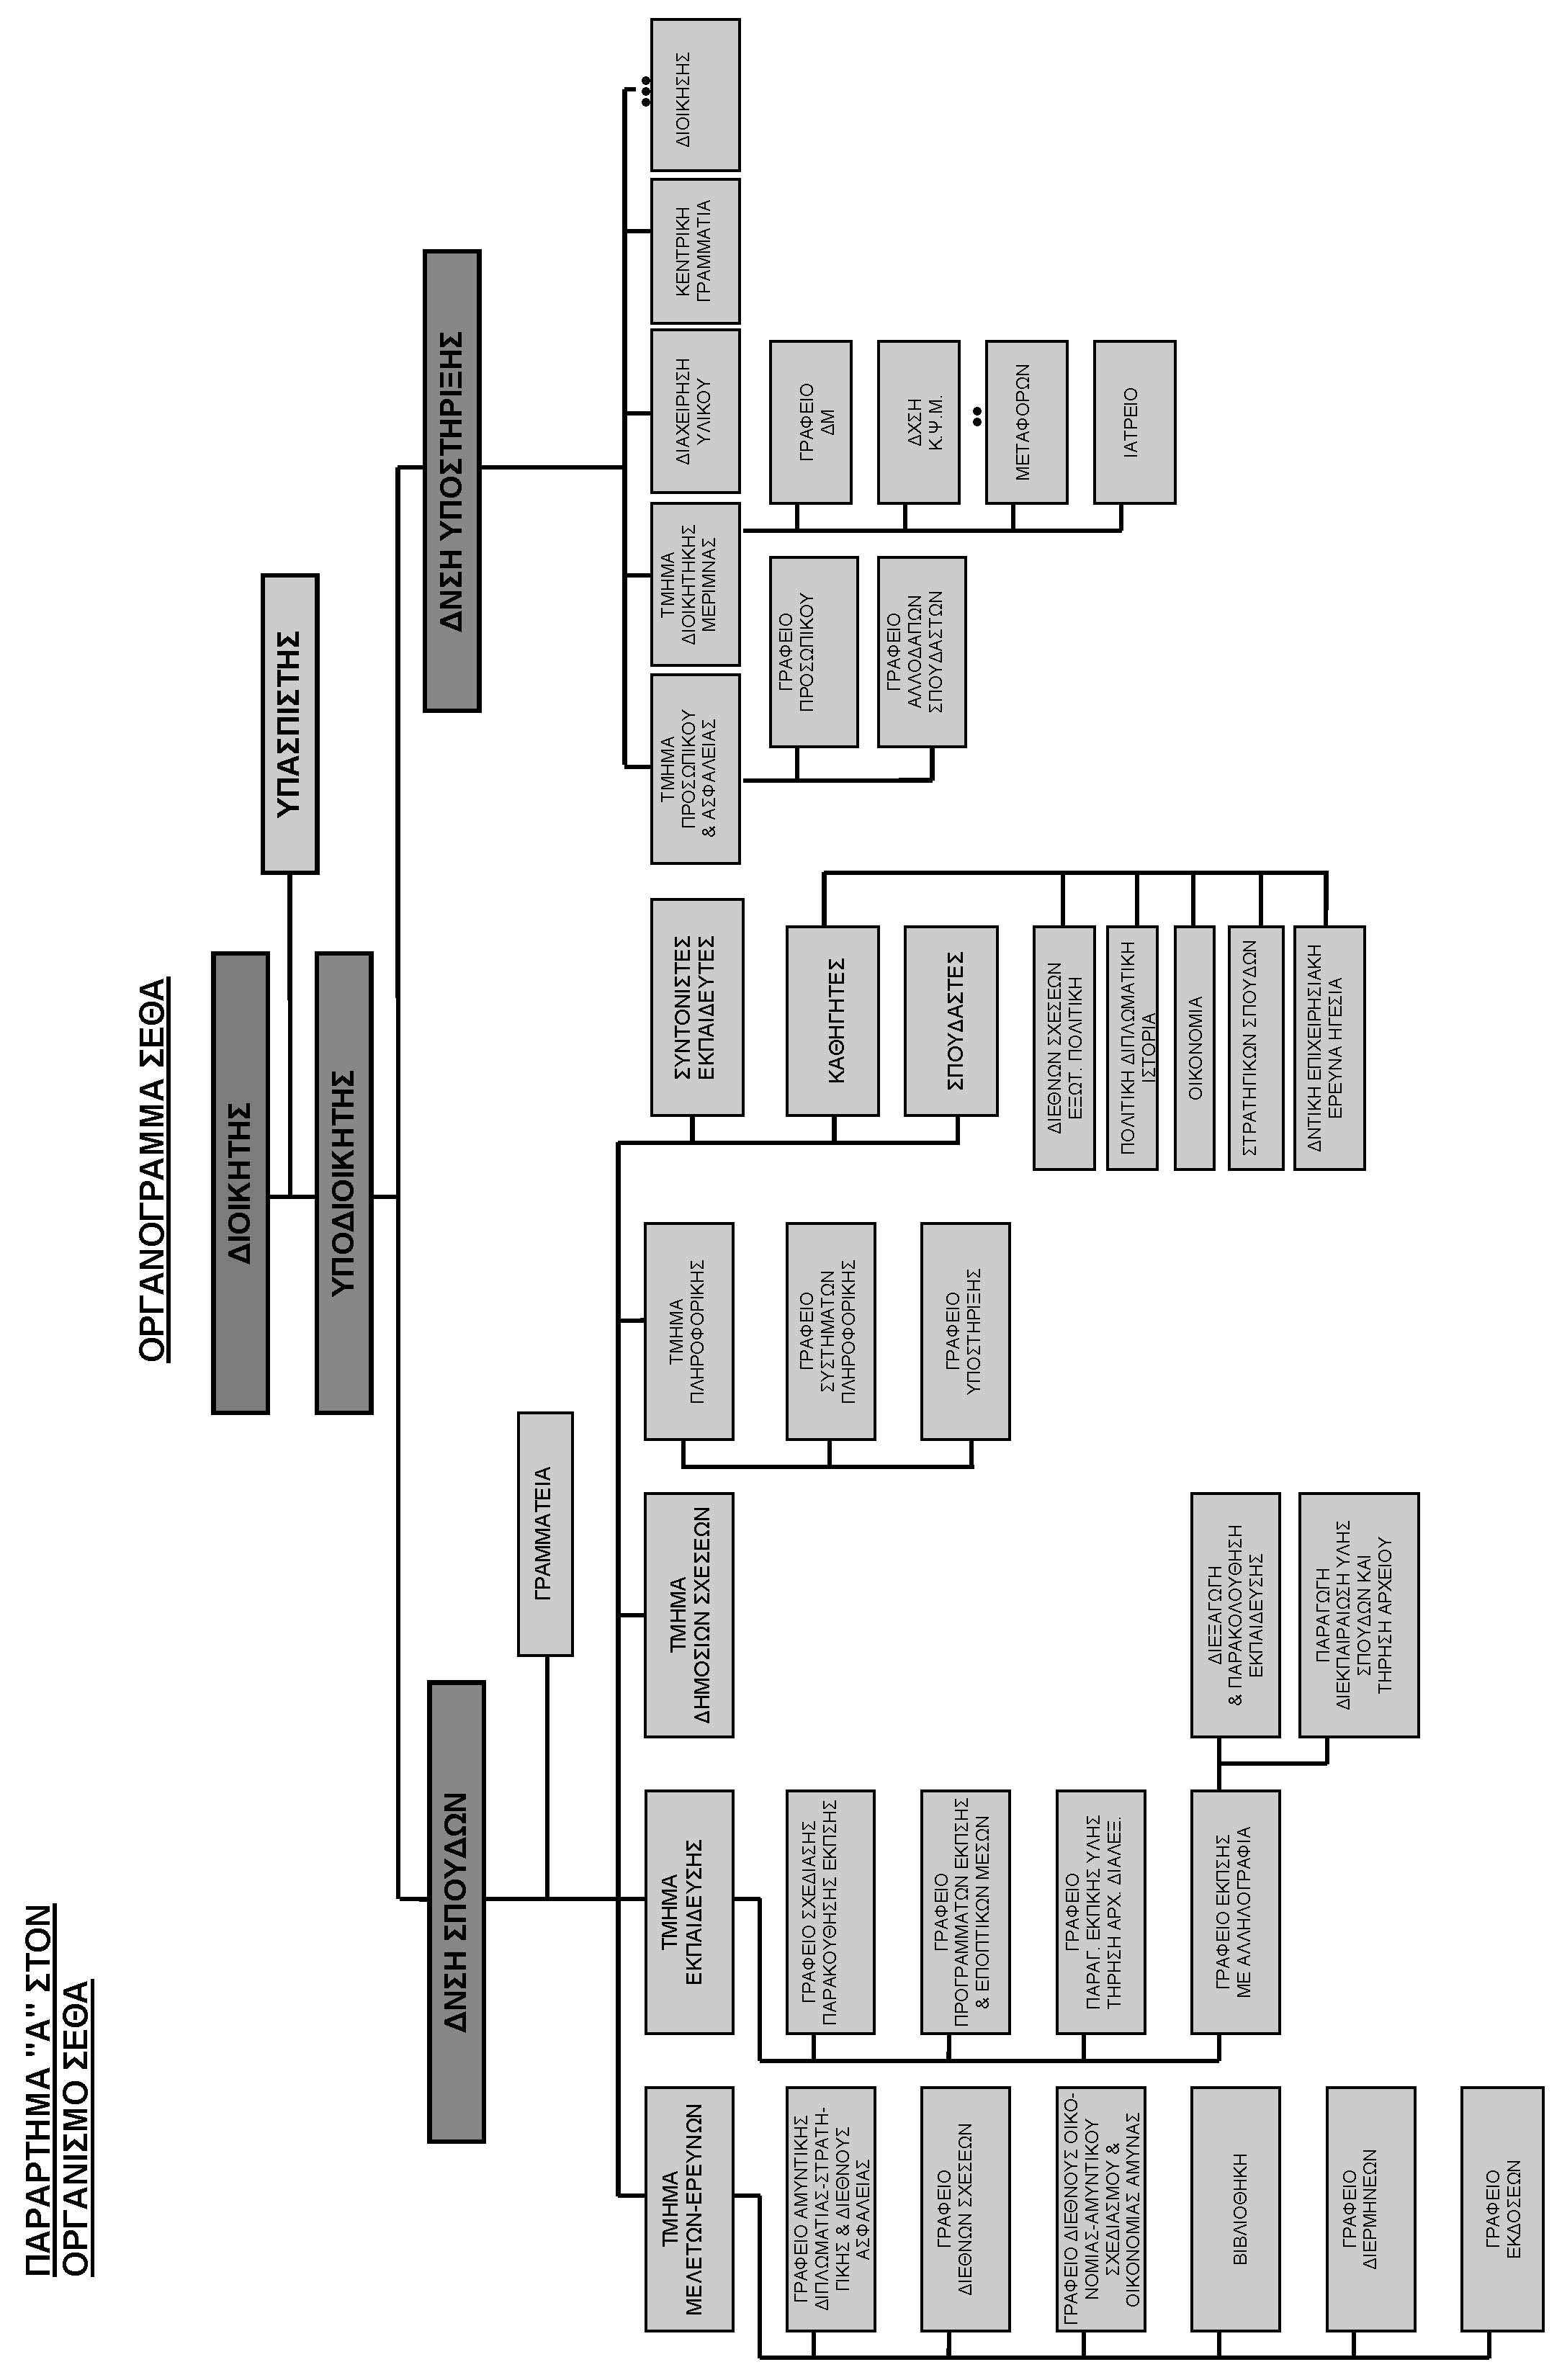 ΠΑΡΑΡΤΗΜΑ "Α" ΣΤΟΝ
ΟΡΓΑΝΙΣΜΟ ΣΕΘΑ
ΟΡΓΑΝΟΓΡΑΜΜΑ ΣΕΘΑ
ΔΙΟΙΚΗΤΗΣ
ΥΠΑΣΠΙΣΤΗΣ
ΥΠΟΔΙΟΙΚΗΤΗΣ
ΔΝΣΗ ΣΠΟΥΔΩΝ
ΔΝΣΗ ΥΠΟΣΤΗΡΙΞΗΣ
ΓΡΑΜΜΑΤΕΙΑ
ΤΜΗΜΑ
ΜΕΛΕΤΩΝ-ΕΡΕΥΝΩΝ
ΓΡΑΦΕΙΟ ΑΜΥΝΤΙΚΗΣ
ΔΙΠΛΩΜΑΤΙΑΣ-ΣΤΡΑΤΗ-
ΓΙΚΗΣ & ΔΙΕΘΝΟΥΣ
ΑΣΦΑΛΕΙΑΣ
ΓΡΑΦΕΙΟ
ΔΙΕΘΝΩΝ ΣΧΕΣΕΩΝ
ΓΡΑΦΕΙΟ ΔΙΕΘΝΟΥΣ ΟΙΚΟ-
ΝΟΜΙΑΣ-ΑΜΥΝΤΙΚΟΥ
ΣΧΕΔΙΑΣΜΟΥ &
ΟΙΚΟΝΟΜΙΑΣ ΑΜΥΝΑΣ
ΒΙΒΛΙΟΘΗΚΗ
ΓΡΑΦΕΙΟ
ΔΙΕΡΜΗΝΕΩΝ
ΓΡΑΦΕΙΟ
ΕΚΔΟΣΕΩΝ
ΤΜΗΜΑ
ΕΚΠΑΙΔΕΥΣΗΣ
ΓΡΑΦΕΙΟ ΣΧΕΔΙΑΣΗΣ
ΠΑΡΑΚΟΥΘΗΣΗΣ ΕΚΠΣΗΣ
ΓΡΑΦΕΙΟ
ΠΡΟΓΡΑΜΜΑΤΩΝ ΕΚΠΣΗΣ
& ΕΠΟΠΤΙΚΩΝ ΜΕΣΩΝ
ΓΡΑΦΕΙΟ
ΠΑΡΑΓ. ΕΚΠΚΗΣ ΥΛΗΣ
ΤΗΡΗΣΗ ΑΡΧ. ΔΙΑΛΕΞ.
ΓΡΑΦΕΙΟ ΕΚΠΣΗΣ
ΜΕ ΑΛΛΗΛΟΓΡΑΦΙΑ
ΔΙΕΞΑΓΩΓΗ
& ΠΑΡΑΚΟΛΟΥΘΗΣΗ
ΕΚΠΑΙΔΕΥΣΗΣ
ΠΑΡΑΓΩΓΗ
ΔΙΕΚΠΑΙΡΑΙΩΣΗ ΥΛΗΣ
ΣΠΟΥΔΩΝ ΚΑΙ
ΤΗΡΗΣΗ ΑΡΧΕΙΟΥ
ΤΜΗΜΑ
ΔΗΜΟΣΙΩΝ ΣΧΕΣΕΩΝ
ΤΜΗΜΑ
ΠΛΗΡΟΦΟΡΙΚΗΣ
ΓΡΑΦΕΙΟ
ΣΥΣΤΗΜΑΤΩΝ
ΠΛΗΡΟΦΟΡΙΚΗΣ
ΓΡΑΦΕΙΟ
ΥΠΟΣΤΗΡΙΞΗΣ
ΣΥΝΤΟΝΙΣΤΕΣ
ΕΚΠΑΙΔΕΥΤΕΣ
ΚΑΘΗΓΗΤΕΣ
ΣΠΟΥΔΑΣΤΕΣ
ΔΙΕΘΝΩΝ ΣΧΕΣΕΩΝ
ΕΞΩΤ. ΠΟΛΙΤΙΚΗ
ΠΟΛΙΤΙΚΗ ΔΙΠΛΩΜΑΤΙΚΗ
ΙΣΤΟΡΙΑ
ΟΙΚΟΝΟΜΙΑ
ΣΤΡΑΤΗΓΙΚΩΝ ΣΠΟΥΔΩΝ
ΔΝΤΙΚΗ ΕΠΙΧΕΙΡΗΣΙΑΚΗ
ΕΡΕΥΝΑ ΗΓΕΣΙΑ
ΤΜΗΜΑ
ΠΡΟΣΩΠΙΚΟΥ
& ΑΣΦΑΛΕΙΑΣ
ΓΡΑΦΕΙΟ
ΠΡΟΣΩΠΙΚΟΥ
ΓΡΑΦΕΙΟ
ΑΛΛΟΔΑΠΩΝ
ΣΠΟΥΔΑΣΤΩΝ
ΤΜΗΜΑ
ΔΙΟΙΚΗΤΗΚΗΣ
ΜΕΡΙΜΝΑΣ
ΓΡΑΦΕΙΟ
ΔΜ
ΔΧΣΗ
Κ.Ψ.Μ.
ΜΕΤΑΦΟΡΩΝ
ΙΑΤΡΕΙΟ
ΔΙΑΧΕΙΡΗΣΗ
ΥΛΙΚΟΥ
ΚΕΝΤΡΙΚΗ
ΓΡΑΜΜΑΤΙΑ
ΔΙΟΙΚΗΣΗΣ